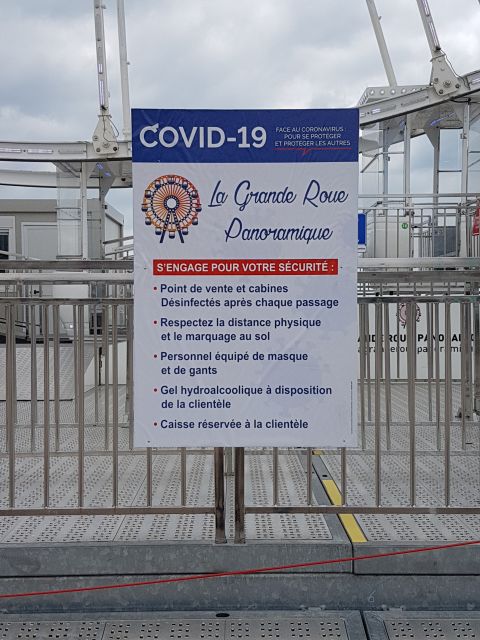 COVID-19
FACE AU CORONAVIRUS :
POUR SE PROTÉGER
ET PROTÉGER LES AUTRES
La Grande Roue
Panoramique
S'ENGAGE POUR VOTRE SÉCURITÉ :
• Point de vente et cabines
Désinfectés après chaque passage
• Respectez la distance physique
et le marquage au sol
• Personnel équipé de masque
et de gants
• Gel hydroalcoolique à disposition
de la clientèle
• Caisse réservée à la clientèle